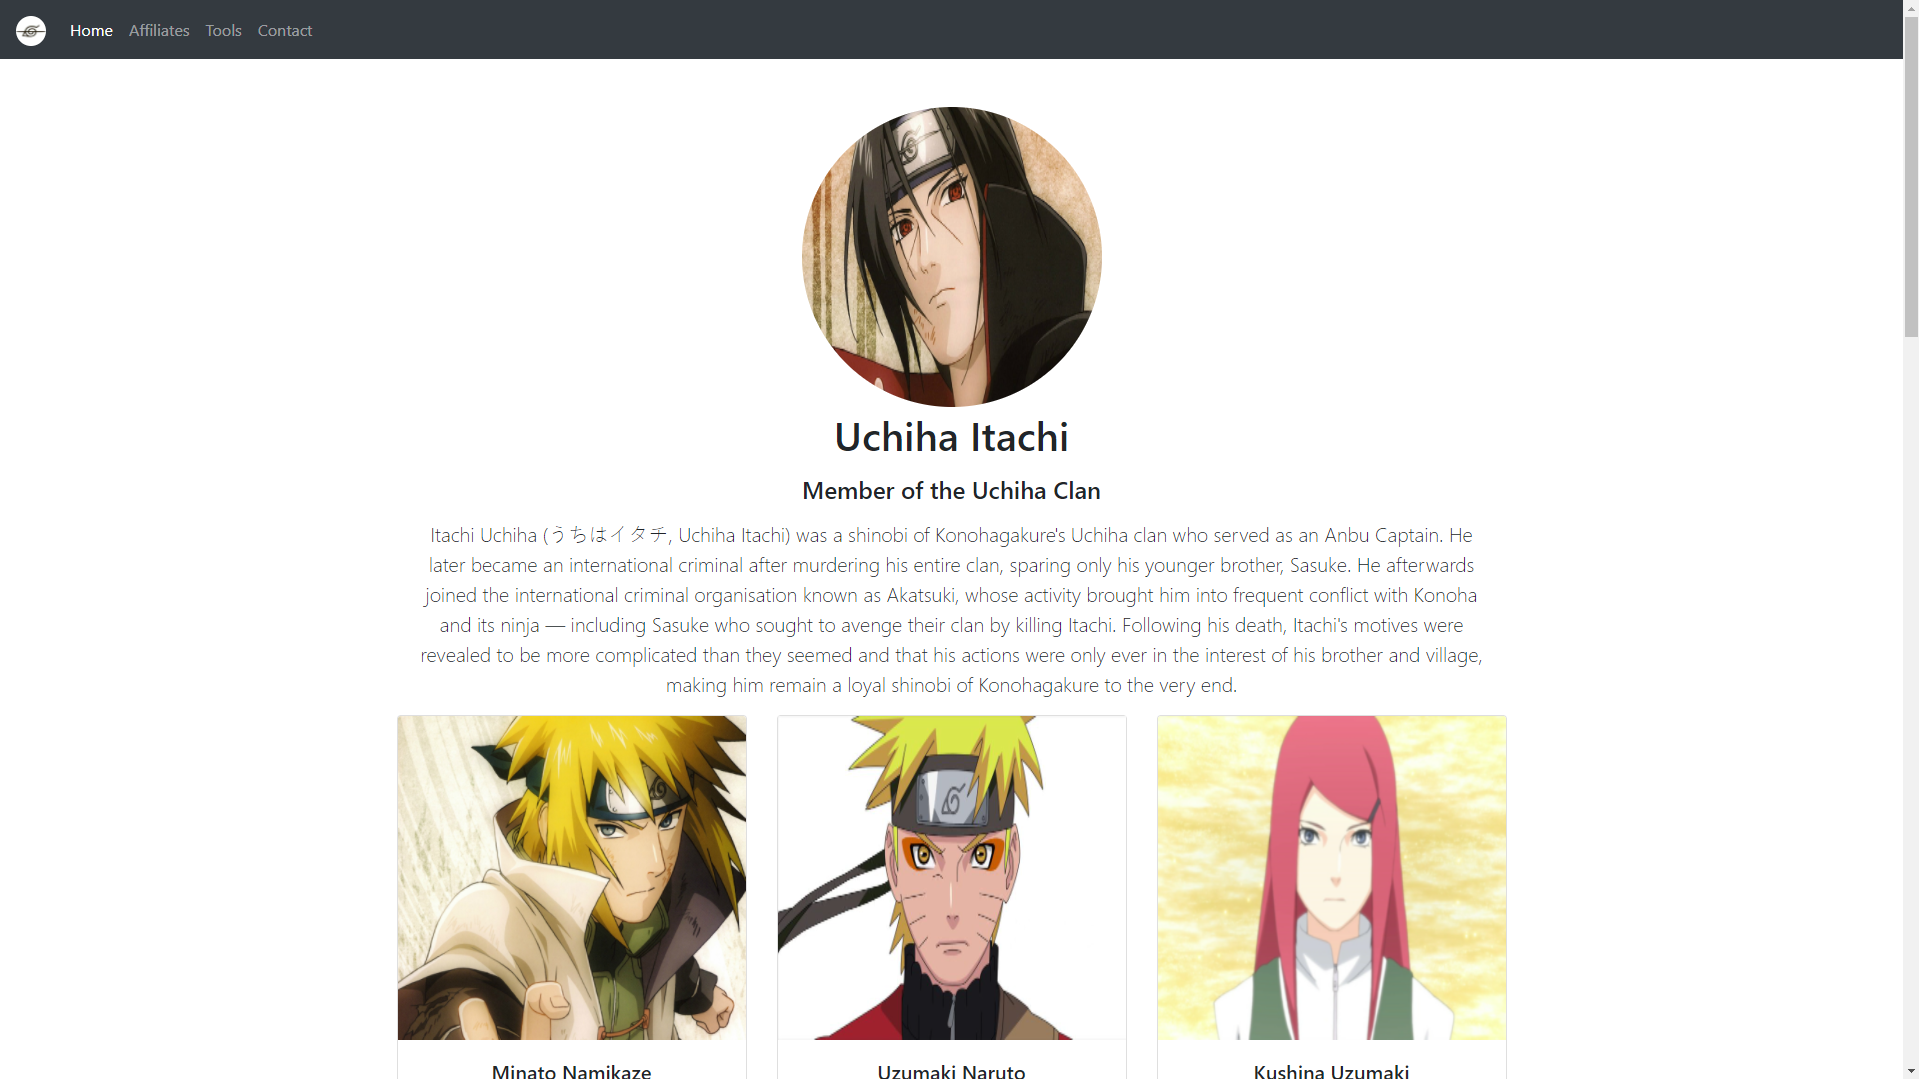 Home Affiliates Tools Contact
Uchiha Itachi
Member of the Uchiha Clan
Itachi Uchiha (うちはイタチ, Uchiha Itachi) was a shinobi of Konohagakure's Uchiha clan who served as an Anbu Captain. He
later became an international criminal after murdering his entire clan, sparing only his younger brother, Sasuke. He afterwards
joined the international criminal organisation known as Akatsuki, whose activity brought him into frequent conflict with Konoha
and its ninja — including Sasuke who sought to avenge their clan by killing Itachi. Following his death, Itachi's motives were
revealed to be more complicated than they seemed and that his actions were only ever in the interest of his brother and village,
making him remain a loyal shinobi of Konohagakure to the very end.
Minato Namikaze
Uzumaki Naruto
Kushina Uzumaki